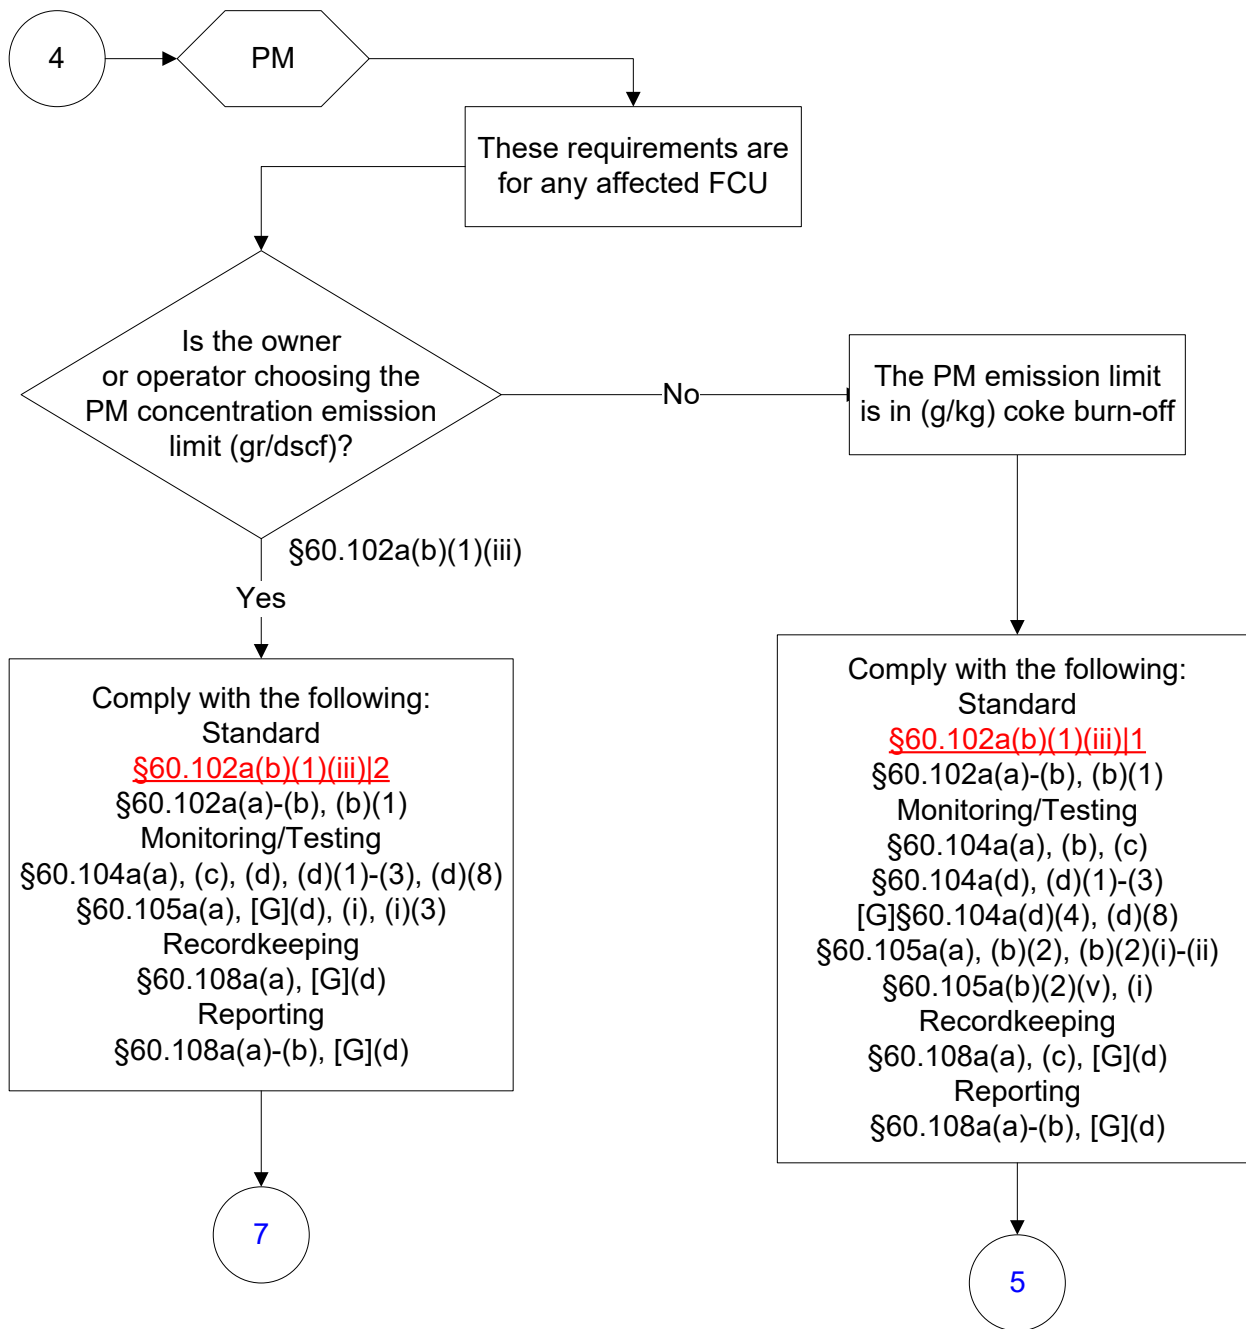 4
PM
These requirements are
for any affected FCU
Is the owner
or operator choosing the
PM concentration emission
limit (gr/dscf)?
No
The PM emission limit
is in (g/kg) coke burn-off
§60.102a(b)(1)(iii)
Yes
Comply with the following:
Standard
§60.102a(b)(1)(iii)|2
§60.102a(a)-(b), (b)(1)
Monitoring/Testing
§60.104a(a), (c), (d), (d)(1)-(3), (d)(8)
§60.105a(a), [G](d), (i), (i)(3)
Recordkeeping
§60.108a(a), [G](d)
Reporting
§60.108a(a)-(b), [G](d)
7
Comply with the following:
Standard
§60.102a(b)(1)(iii)|1
§60.102a(a)-(b), (b)(1)
Monitoring/Testing
§60.104a(a), (b), (c)
§60.104a(d), (d)(1)-(3)
[G]§60.104a(d)(4), (d)(8)
§60.105a(a), (b)(2), (b)(2)(i)-(ii)
§60.105a(b)(2)(v), (i)
Recordkeeping
§60.108a(a), (c), [G](d)
Reporting
§60.108a(a)-(b), [G](d)
5